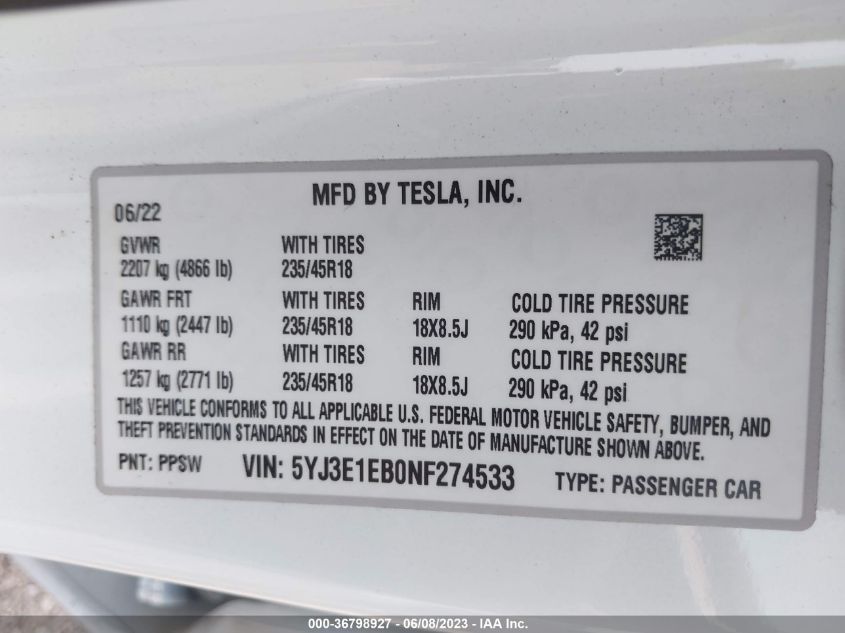 MFD BY TESLA, INC.
06/22
GVWR WITH TIRES
2207 kg (4866 lb) 235/45R18
GAWR FRT WITH TIRES RIM COLD TIRE PRESSURE
1110 kg (2447 lb) 235/45R18 18X8.5J 290 kPa, 42 psi
GAWR RR WITH TIRES RIM COLD TIRE PRESSURE
1257 kg (2771 lb) 235/45R18 18X8.5J 290 kPa, 42 psi
THIS VEHICLE CONFORMS TO ALL APPLICABLE U.S. FEDERAL MOTOR VEHICLE SAFETY, BUMPER, AND
THEFT PREVENTION STANDARDS IN EFFECT ON THE DATE OF MANUFACTURE SHOWN ABOVE.
PNT: PPSW VIN: 5YJ3E1EB0NF274533 TYPE: PASSENGER CAR
000-36798927 - 06/08/2023 - IAA Inc.